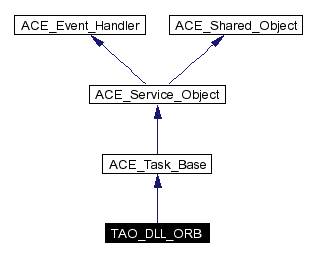 ACE_Event_Handler
ACE_Shared_Object
ACE_Service_Object
ACE_Task_Base
TAO_DLL_ORB